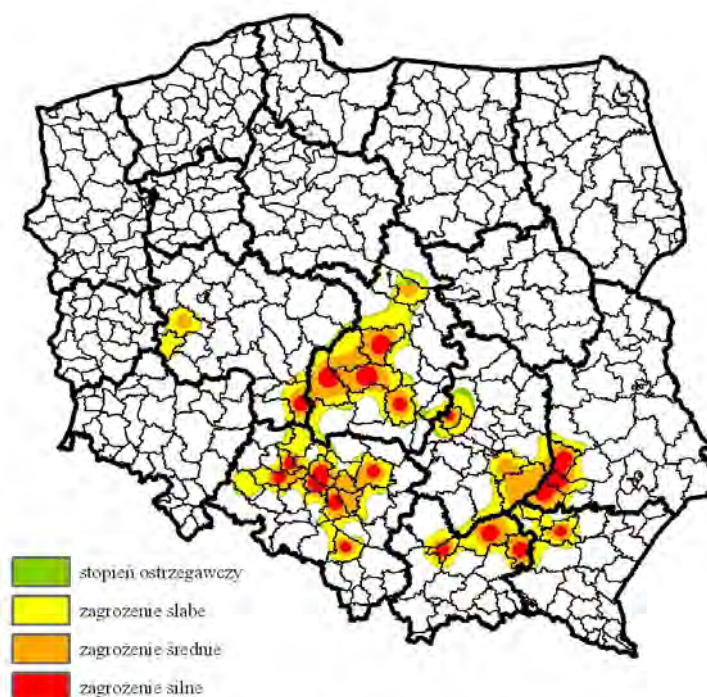 stopień ostrzegawczy
zagrożenie słabe
zagrożenie średnie
zagrożenie silne